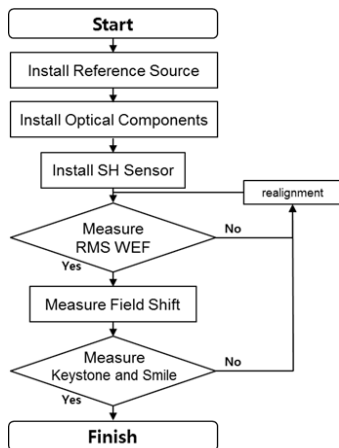 Start
Install Reference Source
Install Optical Components
Install SH Sensor
realignment
Measure
RMS WEF
No
Yes
Measure Field Shift
Measure
Keystone and Smile
No
Yes
Finish